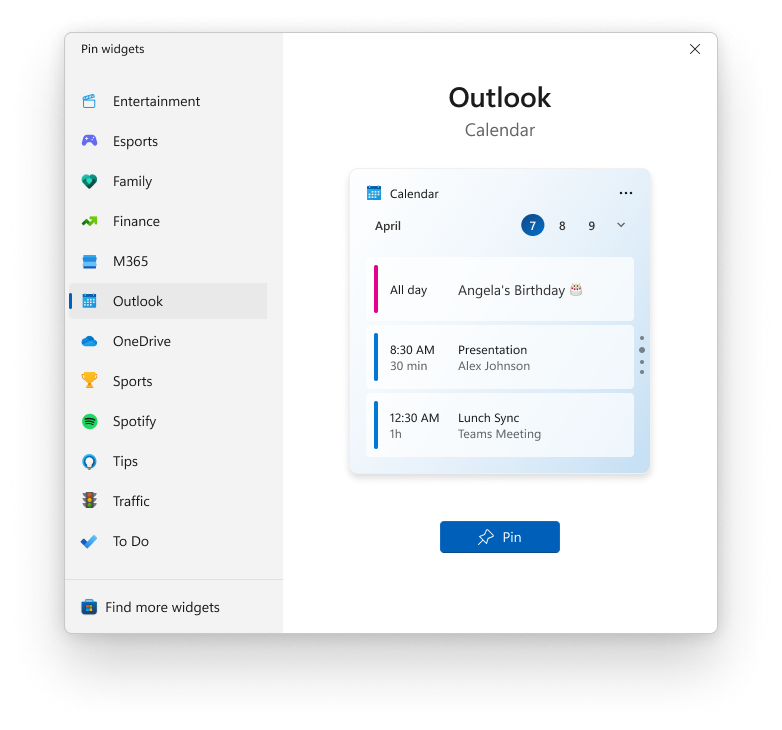 Pin widgets
Entertainment
Esports
Family
Finance
M365
Outlook
OneDrive
Sports
Spotify
Tips
Traffic
To Do
Find more widgets
Outlook
Calendar
Calendar
April 7 8 9
All day Angela's Birthday 🎂
8:30 AM Presentation
30 min Alex Johnson
12:30 AM Lunch Sync
1h Teams Meeting
Pin